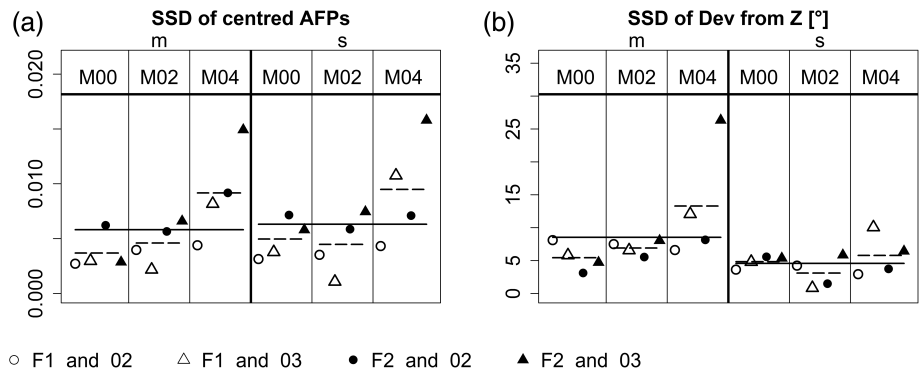 (a) SSD of centred AFPs
m s
M00 M02 M04 M00 M02 M04
0.020
0.010
0.000
(b) SSD of Dev from Z [°]
m s
M00 M02 M04 M00 M02 M04
35
25
15
5
0
F1 and 02 F1 and 03 F2 and 02 F2 and 03